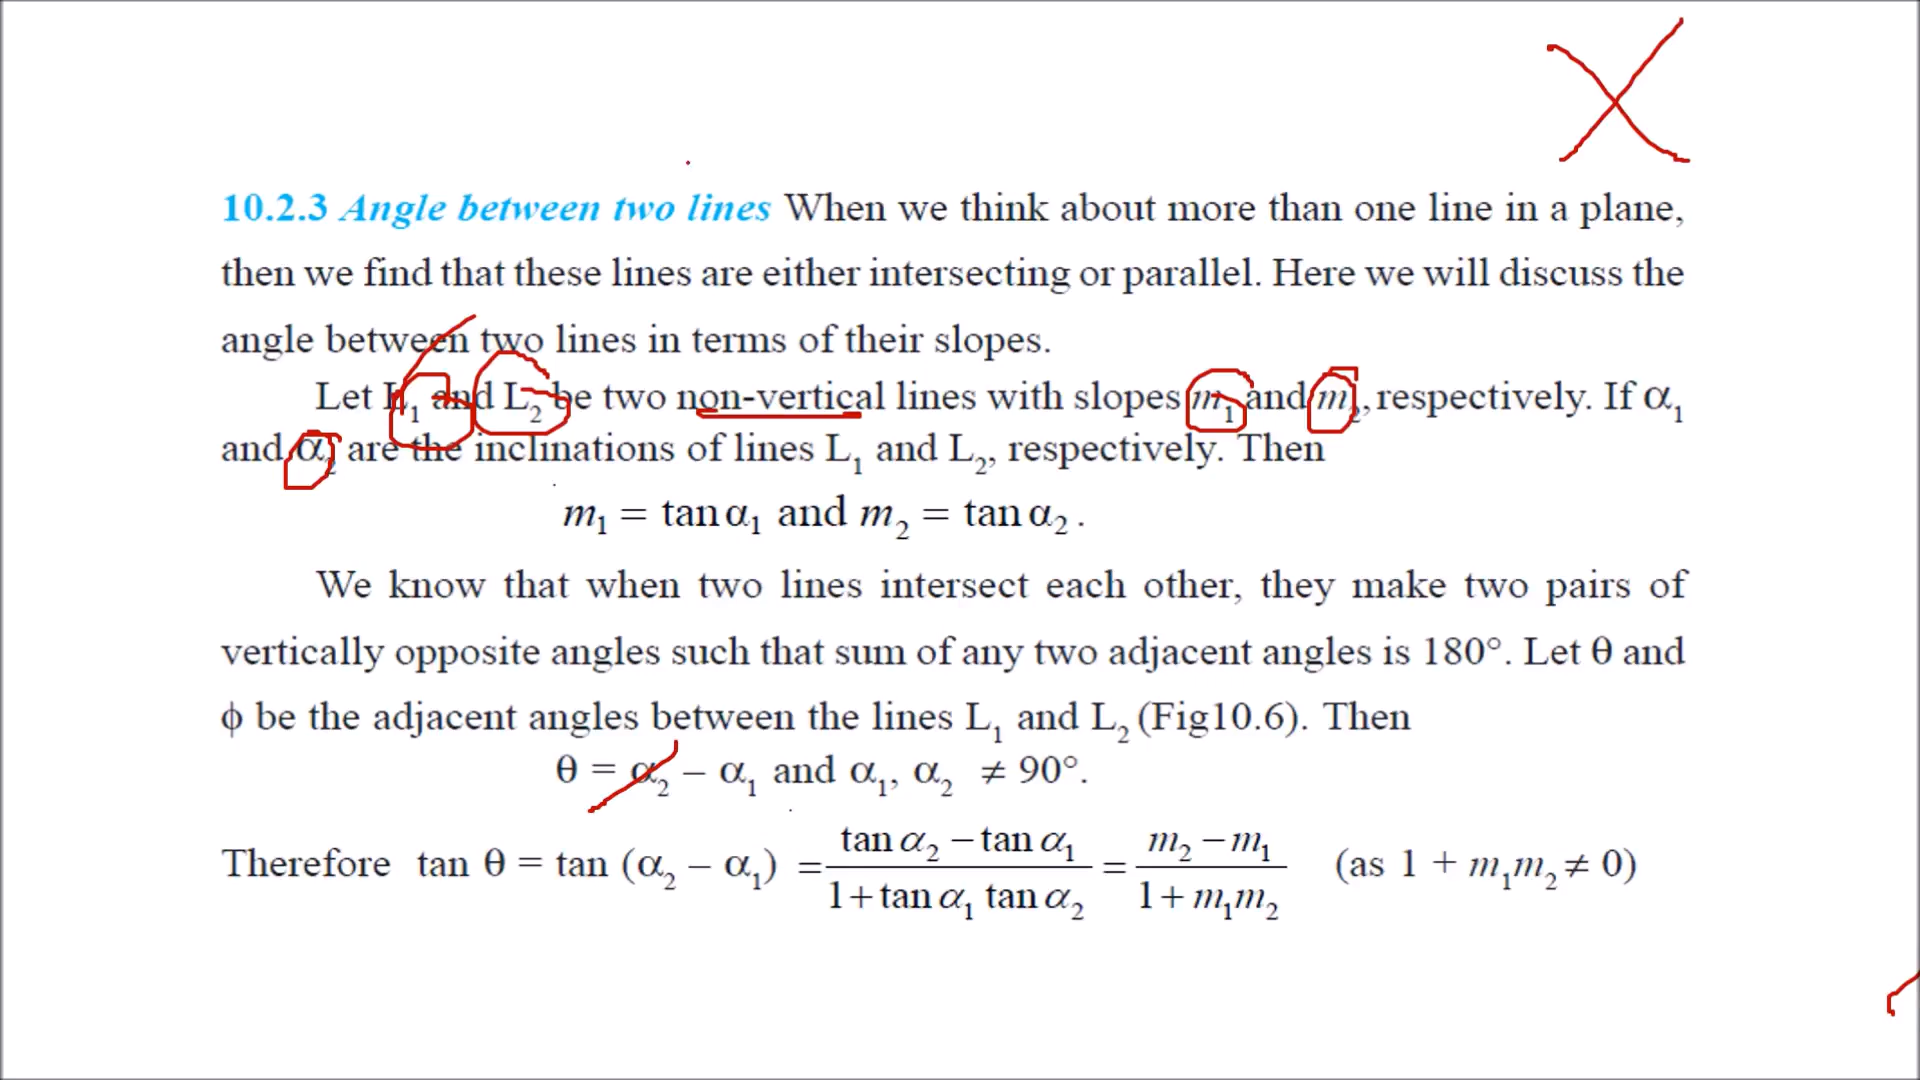 10.2.3 Angle between two lines When we think about more than one line in a plane,
then we find that these lines are either intersecting or parallel. Here we will discuss the
angle between two lines in terms of their slopes.
Let L₁ and L₂ be two non-vertical lines with slopes m₁ and m₂, respectively. If α₁
and α₂ are the inclinations of lines L₁ and L₂, respectively. Then
m₁ = tan α₁ and m₂ = tan α₂ .
We know that when two lines intersect each other, they make two pairs of
vertically opposite angles such that sum of any two adjacent angles is 180°. Let θ and
ϕ be the adjacent angles between the lines L₁ and L₂ (Fig10.6). Then
θ = α₂ – α₁ and α₁, α₂ ≠ 90°.
Therefore tan θ = tan (α₂ – α₁) = (tan α₂ − tan α₁)/(1 + tan α₁ tan α₂) = (m₂ − m₁)/(1 + m₁m₂) (as 1 + m₁m₂ ≠ 0)